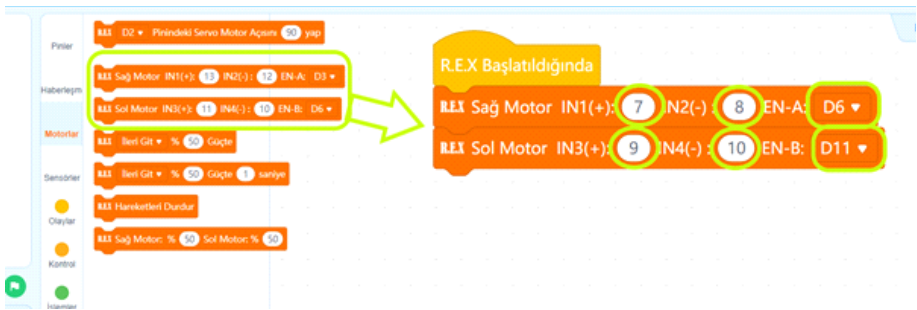 Pinler
Haberleşm
Motorlar
Sensörler
Olaylar
Kontrol
İşlemler
R.E.X D2 Pinindeki Servo Motor Açısını 90 yap
R.E.X Sağ Motor IN1(+): 13 IN2(-) : 12 EN-A: D3
R.E.X Sol Motor IN3(+): 11 IN4(-) : 10 EN-B: D6
R.E.X İleri Git % 50 Güçte
R.E.X İleri Git % 50 Güçte 1 saniye
R.E.X Hareketleri Durdur
R.E.X Sağ Motor: % 50 Sol Motor: % 50
R.E.X Başlatıldığında
R.E.X Sağ Motor IN1(+): 7 IN2(-) : 8 EN-A: D6
R.E.X Sol Motor IN3(+): 9 IN4(-) : 10 EN-B: D11